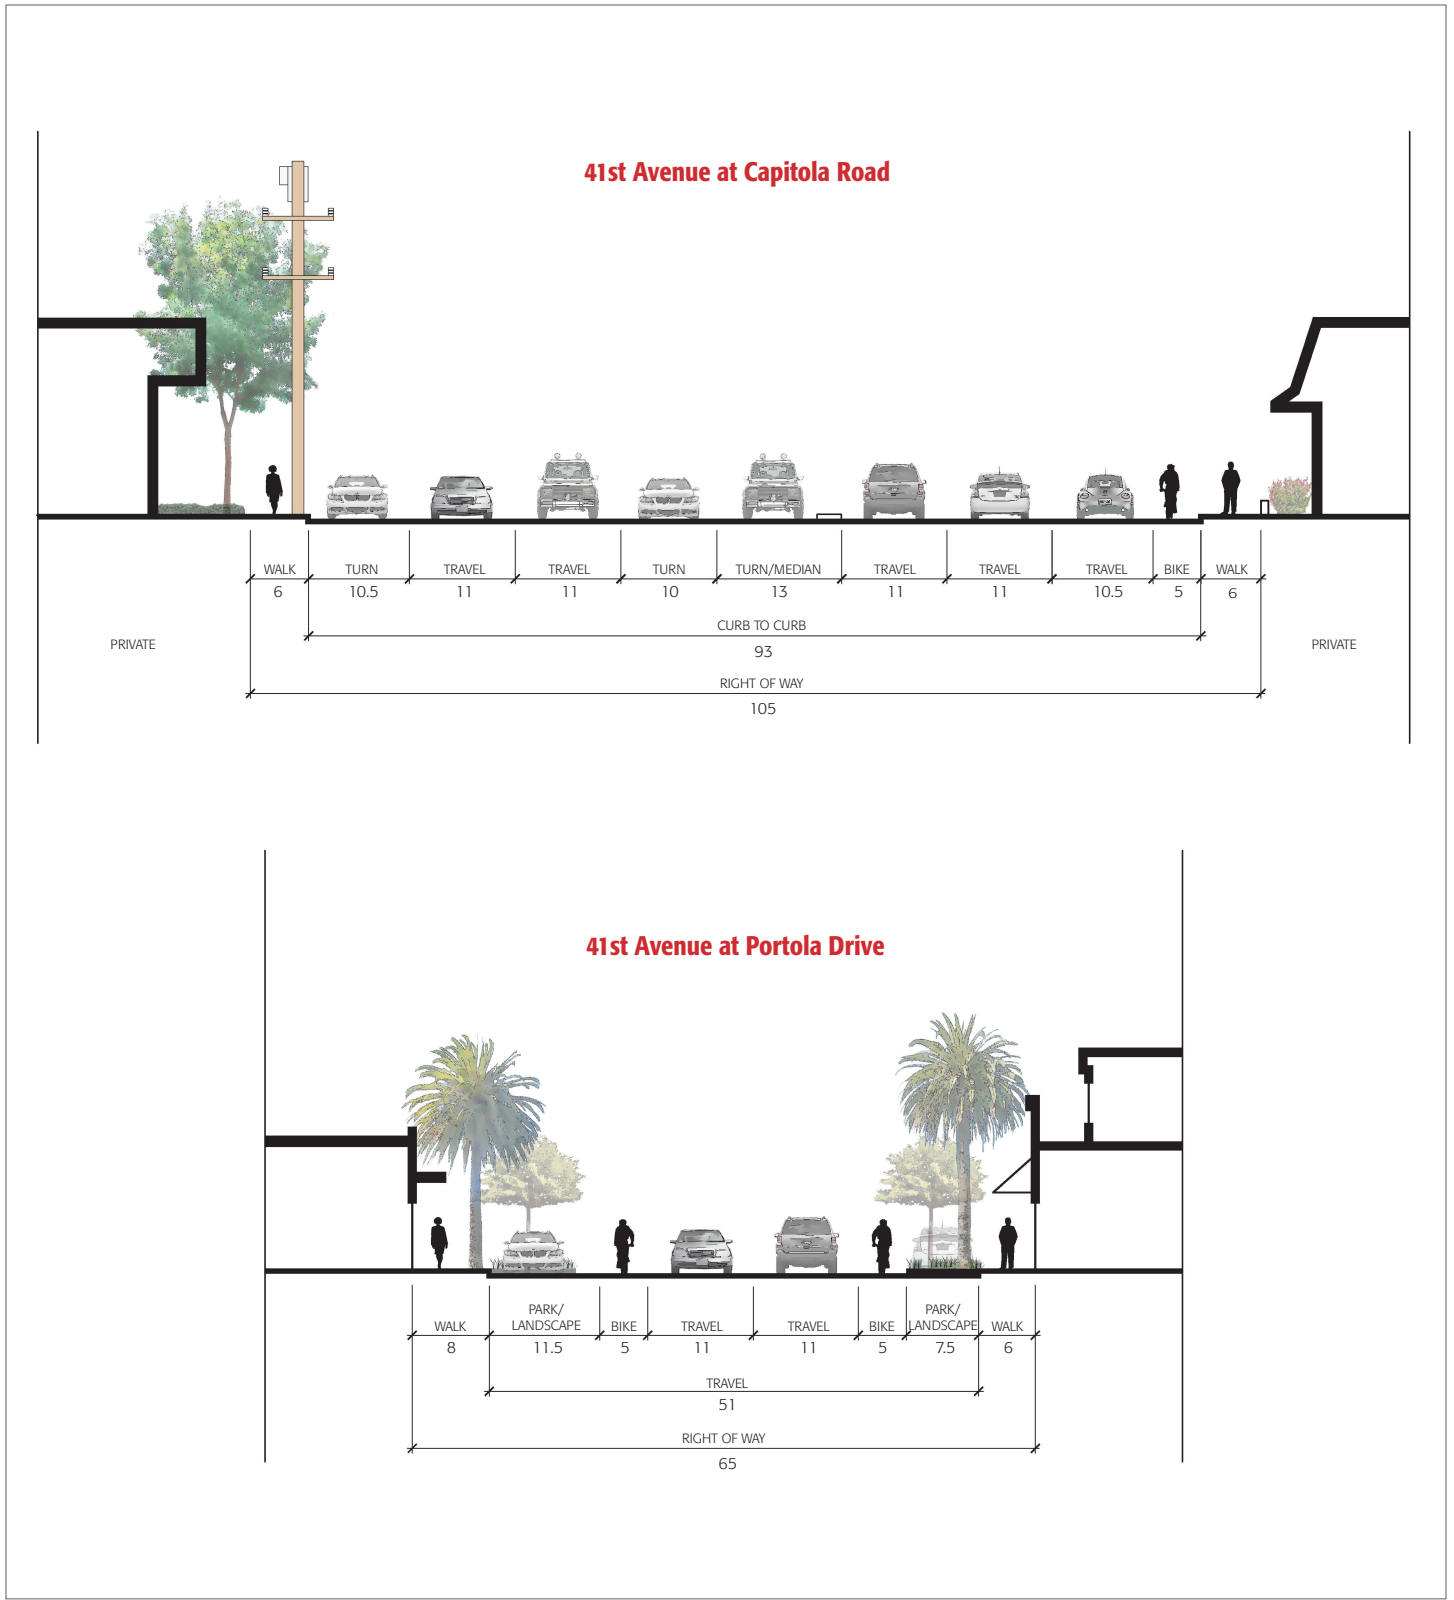 41st Avenue at Capitola Road
WALK TURN TRAVEL TRAVEL TURN TURN/MEDIAN TRAVEL TRAVEL TRAVEL BIKE WALK
6 10.5 11 11 10 13 11 11 10.5 5 6
CURB TO CURB
PRIVATE PRIVATE
93
RIGHT OF WAY
105
41st Avenue at Portola Drive
PARK/ PARK/
WALK LANDSCAPE BIKE TRAVEL TRAVEL BIKE LANDSCAPE WALK
8 11.5 5 11 11 5 7.5 6
TRAVEL
51
RIGHT OF WAY
65